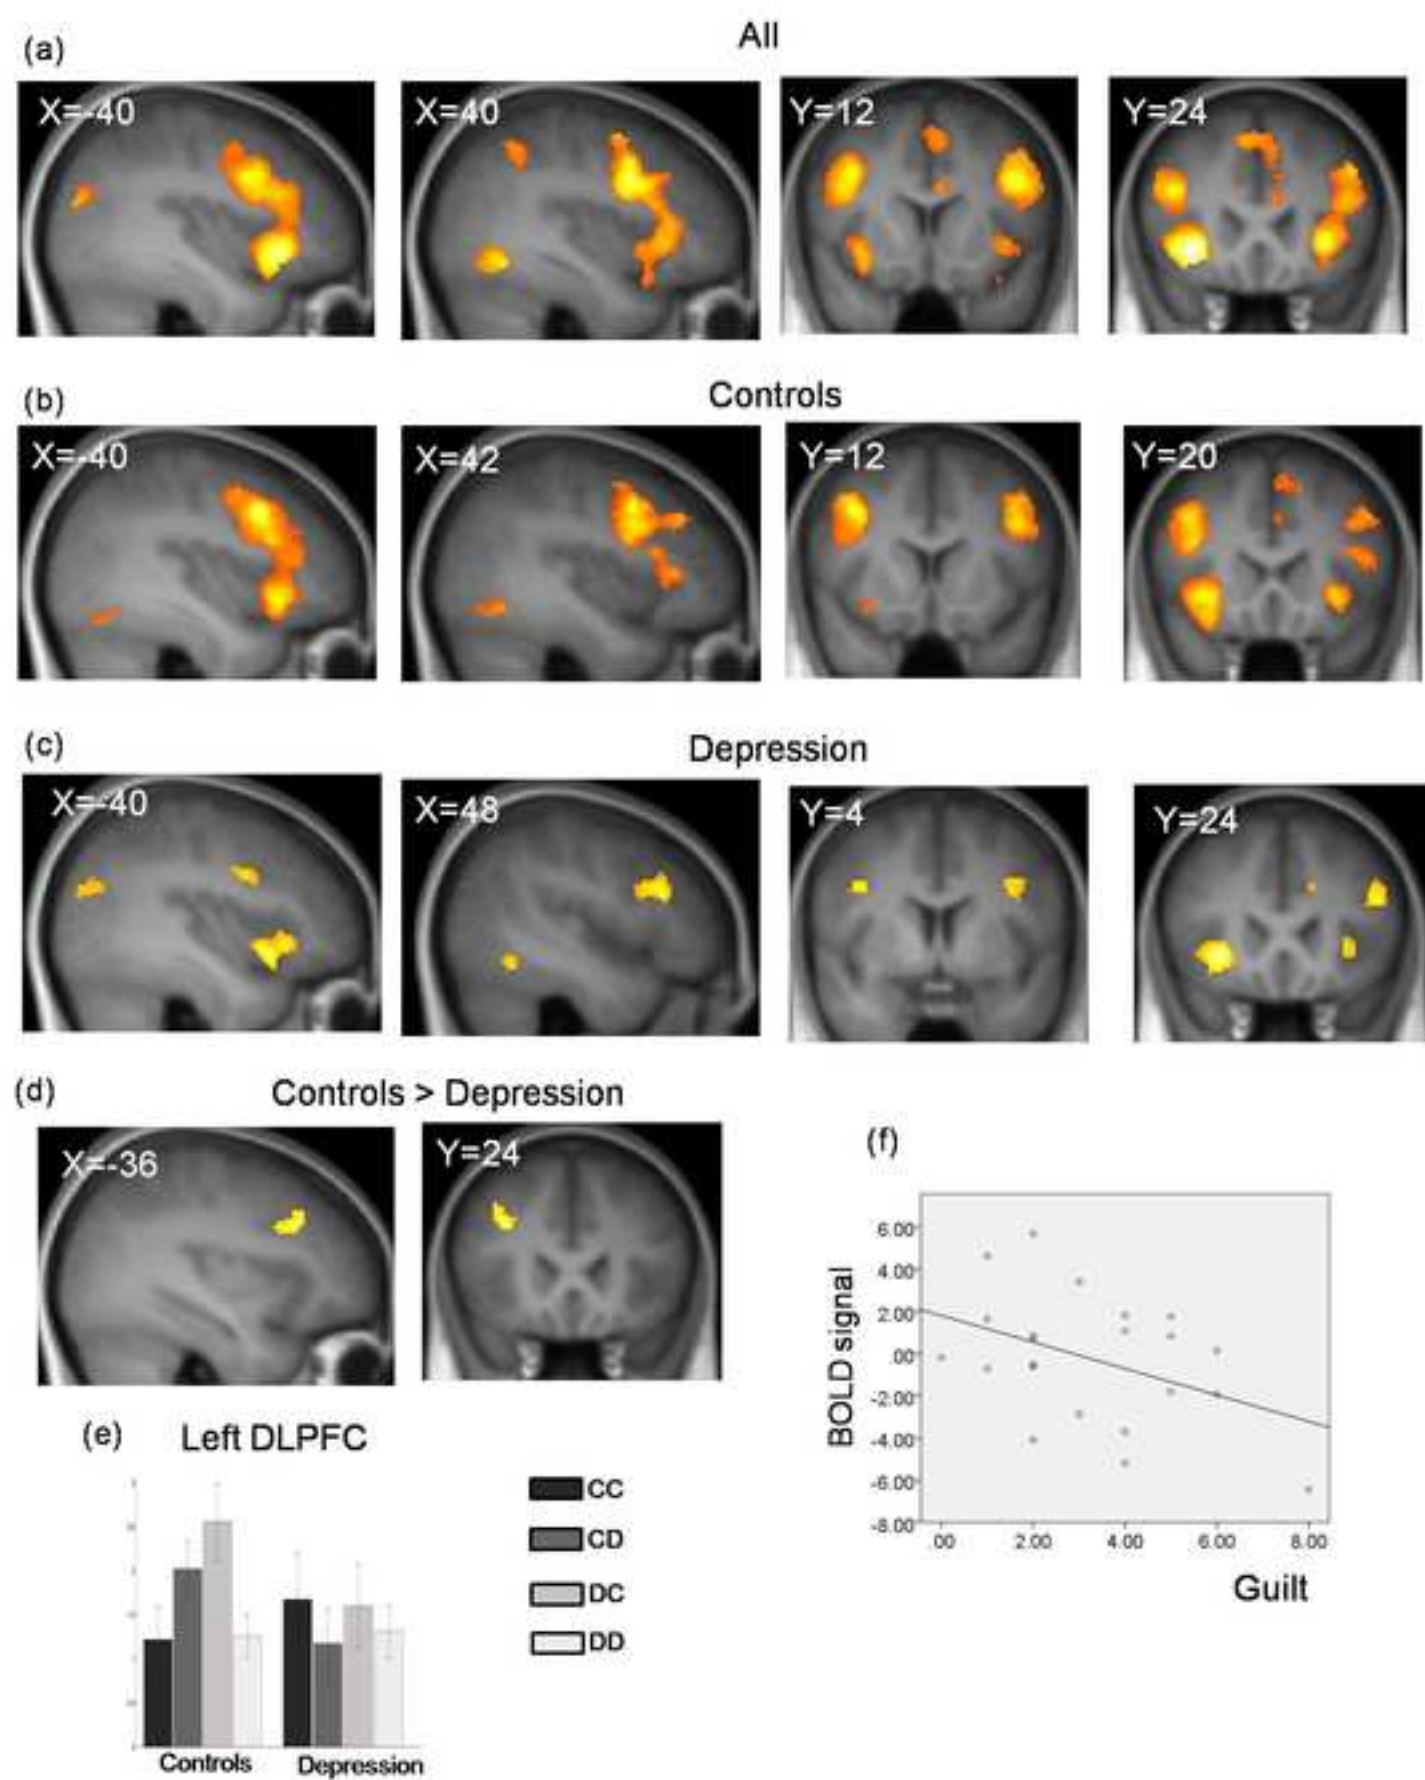 (a)
All
X=-40
X=40
Y=12
Y=24
(b)
Controls
X=-40
X=42
Y=12
Y=20
(c)
Depression
X=-40
X=48
Y=4
Y=24
(d)
Controls > Depression
X=-36
Y=24
(e)
Left DLPFC
Controls
Depression
CC
CD
DC
DD
(f)
BOLD signal
6.00
4.00
2.00
.00
-2.00
-4.00
-6.00
-8.00
.00 2.00 4.00 6.00 8.00
Guilt